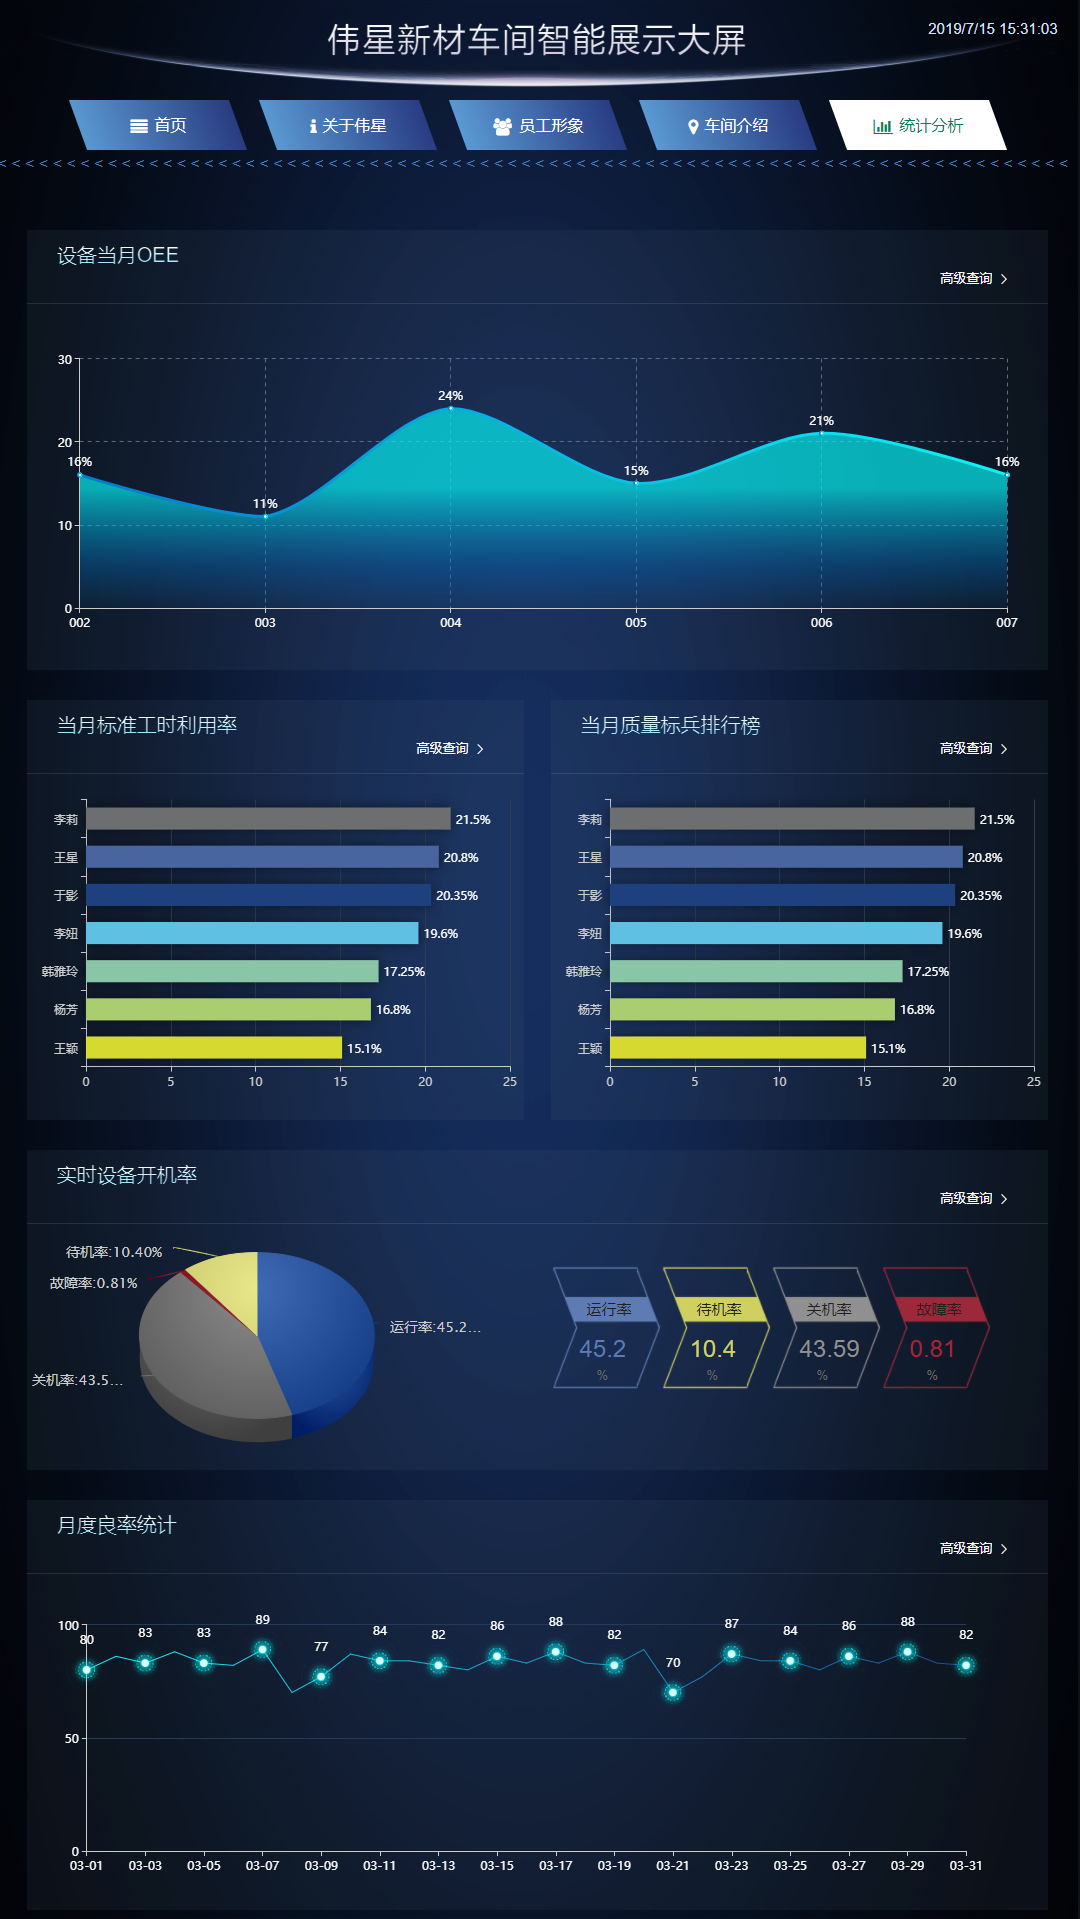 伟星新材车间智能展示大屏
2019/7/15 15:31:03
首页
关于伟星
员工形象
车间介绍
统计分析
<<<<<<<<<<<<<<<<<<<<<<<<<<<<<<<<<<<<<<<<<<<<<<<<<<<<<<<<<<<<<<<<<<<<<<<<<<<<<<
设备当月OEE
高级查询 >
30
24%
21%
20
16%
15%
16%
11%
10
0
002 003 004 005 006 007
当月标准工时利用率
高级查询 >
李莉 21.5%
王星 20.8%
于影 20.35%
李妞 19.6%
韩雅玲 17.25%
杨芳 16.8%
王颖 15.1%
0 5 10 15 20 25
当月质量标兵排行榜
高级查询 >
李莉 21.5%
王星 20.8%
于影 20.35%
李妞 19.6%
韩雅玲 17.25%
杨芳 16.8%
王颖 15.1%
0 5 10 15 20 25
实时设备开机率
高级查询 >
待机率:10.40%
故障率:0.81%
运行率:45.2...
关机率:43.5...
运行率
45.2
%
待机率
10.4
关机率
43.59
%
故障率
0.81
%
月度良率统计
高级查询 >
100
80 83 83 89 77 84 82 86 88 82 70 87 84 86 88 82
50
0
03-01 03-03 03-05 03-07 03-09 03-11 03-13 03-15 03-17 03-19 03-21 03-23 03-25 03-27 03-29 03-31